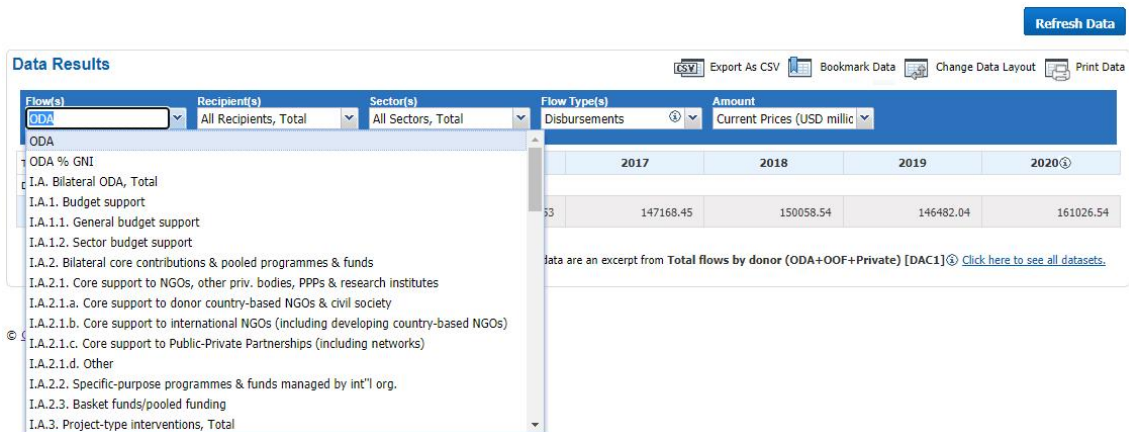 Refresh Data
Data Results
Export As CSV Bookmark Data Change Data Layout Print Data
Flow(s) Recipient(s) Sector(s) Flow Type(s) Amount
ODA All Recipients, Total All Sectors, Total Disbursements Current Prices (USD millic
ODA
ODA % GNI
2017 2018 2019 2020
I.A. Bilateral ODA, Total
I.A.1. Budget support
I.A.1.1. General budget support
53 147168.45 150058.54 146482.04 161026.54
I.A.1.2. Sector budget support
I.A.2. Bilateral core contributions & pooled programmes & funds
data are an excerpt from Total flows by donor (ODA+OOF+Private) [DAC1] Click here to see all datasets.
I.A.2.1. Core support to NGOs, other priv. bodies, PPPs & research institutes
I.A.2.1.a. Core support to donor country-based NGOs & civil society
I.A.2.1.b. Core support to international NGOs (including developing country-based NGOs)
©
I.A.2.1.c. Core support to Public-Private Partnerships (including networks)
I.A.2.1.d. Other
I.A.2.2. Specific-purpose programmes & funds managed by int"l org.
I.A.2.3. Basket funds/pooled funding
I.A.3. Project-type interventions, Total